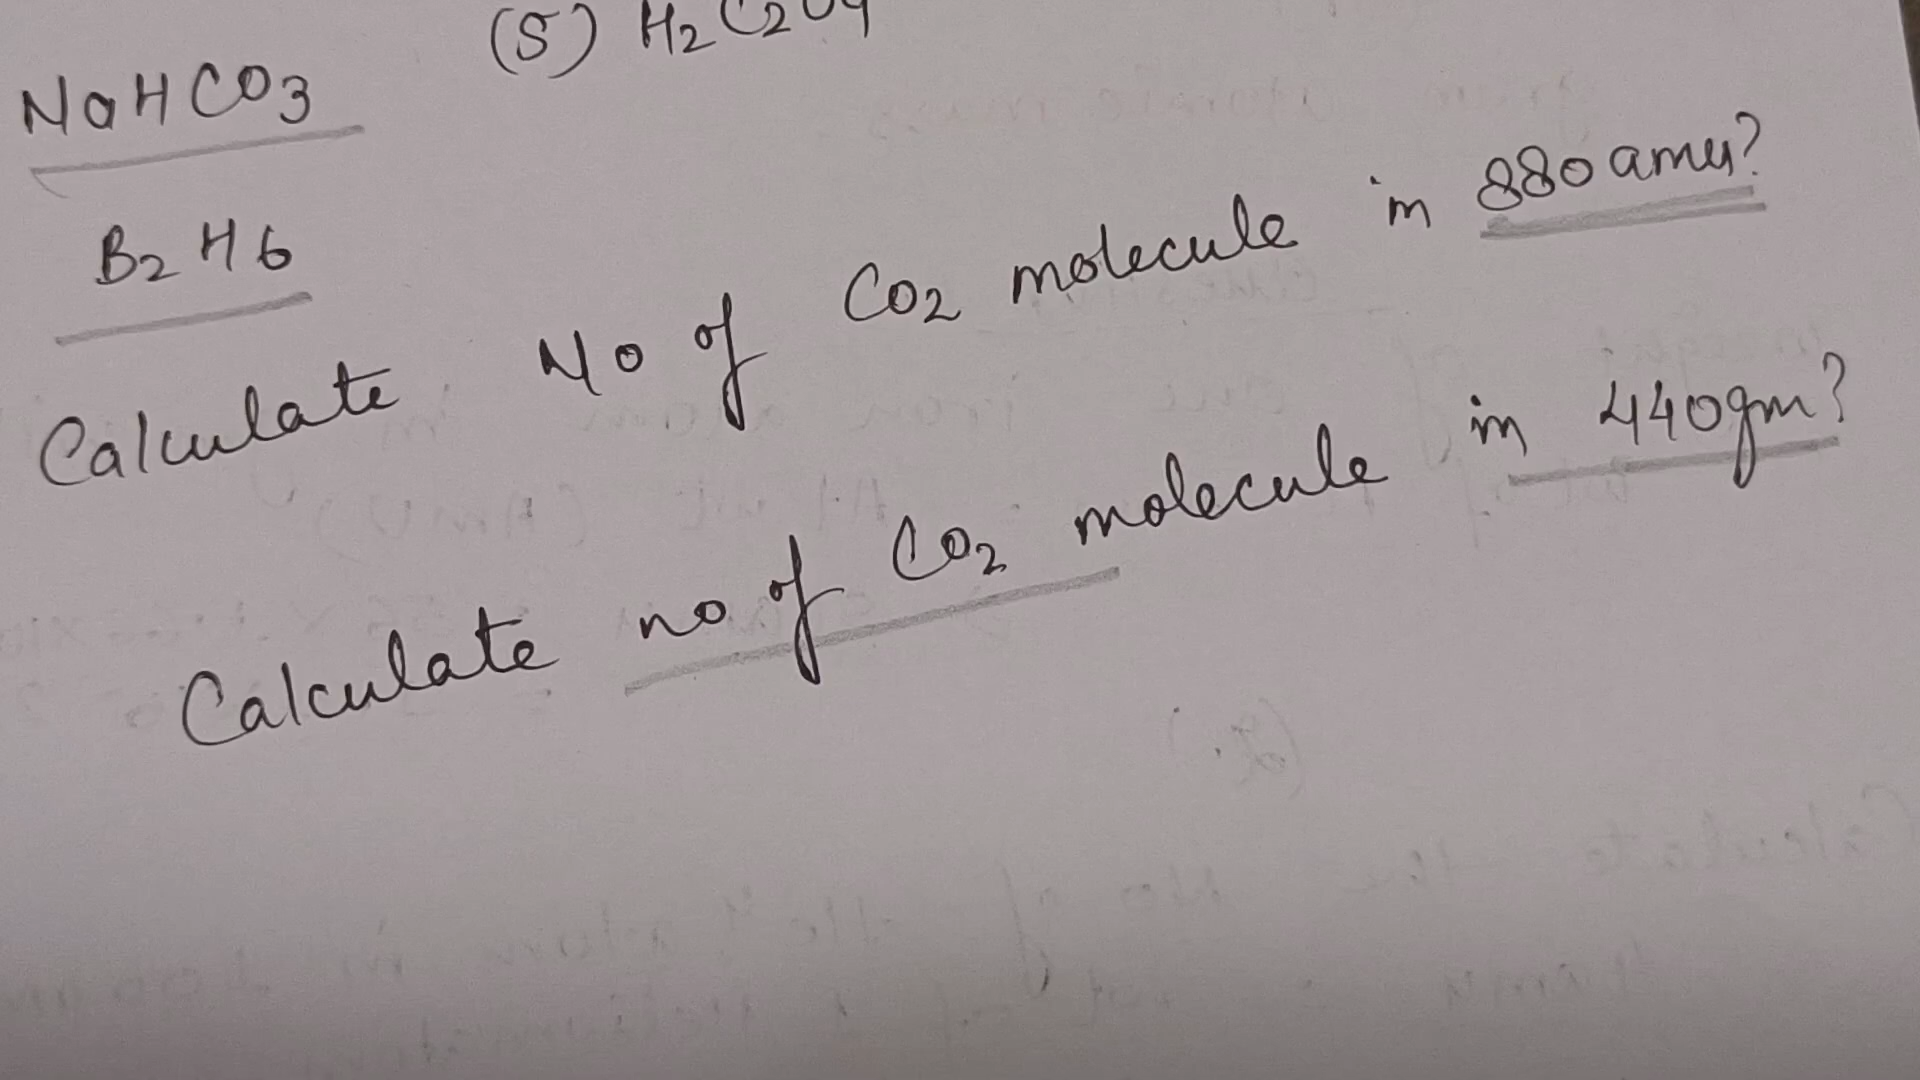 (5) H2C2O4
NaHCO3
B2H6
Calculate No of CO2 molecule in 880 amu?
Calculate no of CO2 molecule in 440gm?